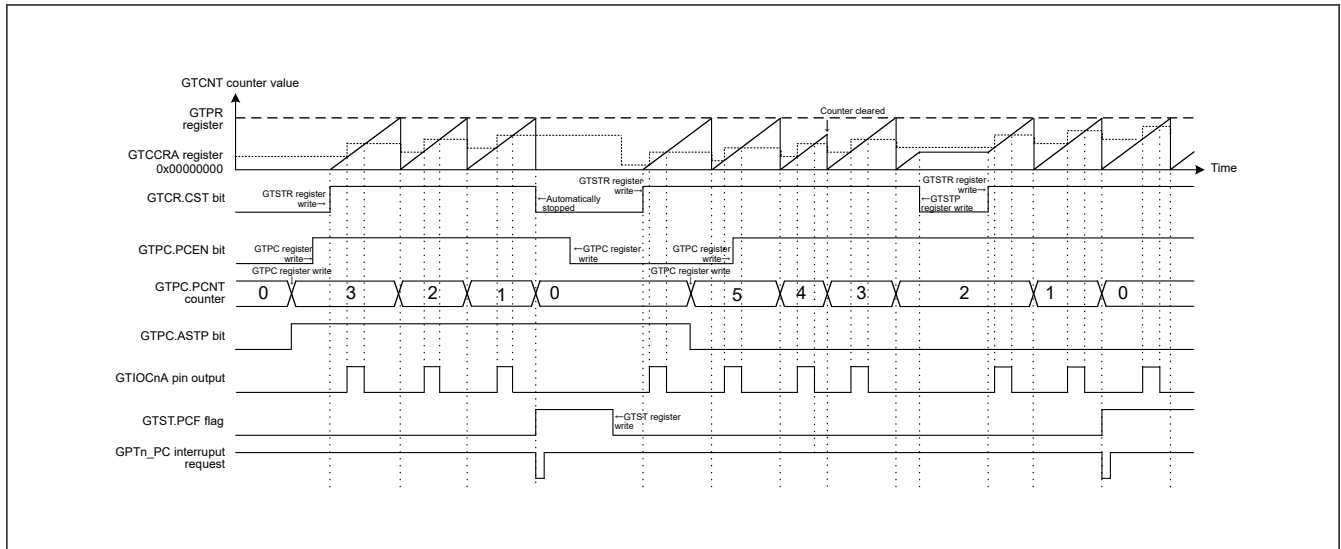 GTCNT counter value
GTPR
register
Counter cleared
GTCCRA register
0x00000000
Time
GTCR.CST bit
GTSTR register
write→
←Automatically
stopped
GTSTR register
write→
←GTSTP
register write
GTSTR register
write→
GTPC.PCEN bit
GTPC register
write→
←GTPC register
write
GTPC register
write→
GTPC register write
GTPC register write
GTPC.PCNT
counter
0 3 2 1 0 5 4 3 2 1 0
GTPC.ASTP bit
GTIOCnA pin output
GTST.PCF flag
←GTST register
write
GPTn_PC interruput
request